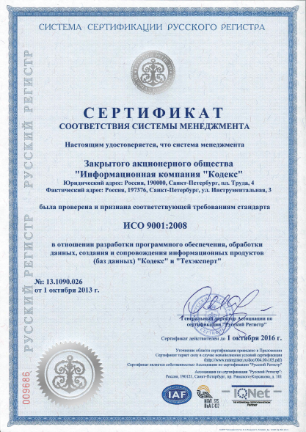 СИСТЕМА СЕРТИФИКАЦИИ РУССКОГО РЕГИСТРА
РУССКИЙ РЕГИСТР
РУССКИЙ РЕГИСТР
СЕРТИФИКАТ
СООТВЕТСТВИЯ СИСТЕМЫ МЕНЕДЖМЕНТА
Настоящим удостоверяется, что система менеджмента
Закрытого акционерного общества
"Информационная компания "Кодекс"
Юридический адрес: Россия, 190000, Санкт-Петербург, пл. Труда, 4
Фактический адрес: Россия, 197376, Санкт-Петербург, ул. Инструментальная, 3
была проверена и признана соответствующей требованиям стандарта
ИСО 9001:2008
в отношении разработки программного обеспечения, обработки
данных, создания и сопровождения информационных продуктов
(баз данных) "Кодекс" и "Техэксперт"
№: 13.1090.026
от 1 октября 2013 г.
Генеральный директор Ассоциации по
сертификации "Русский Регистр"
Сертификат действителен до 1 октября 2016 г.
009686
IAF
IQNet
Partner